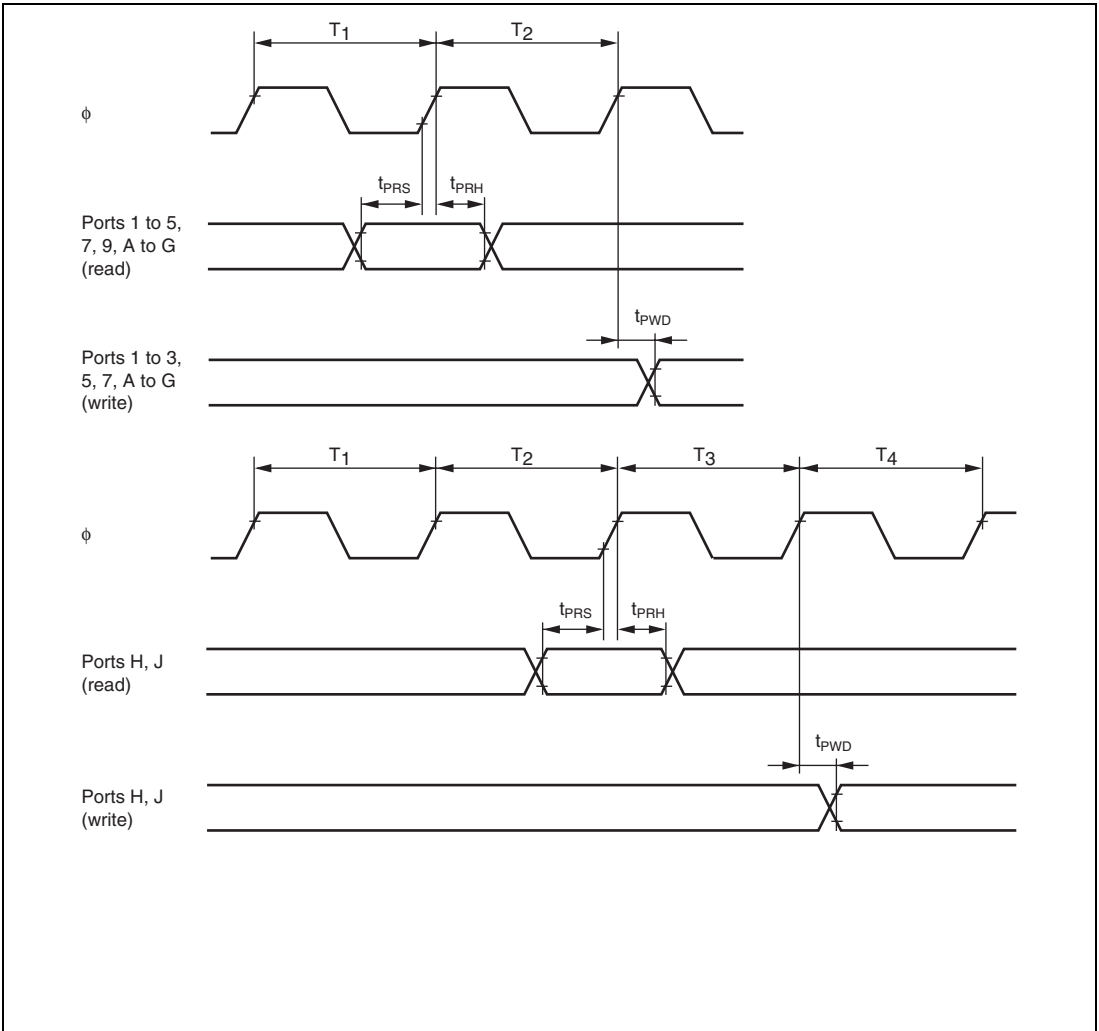 T1 T2
ϕ
tPRS tPRH
Ports 1 to 5,
7, 9, A to G
(read)
tPWD
Ports 1 to 3,
5, 7, A to G
(write)
T1 T2 T3 T4
ϕ
tPRS tPRH
Ports H, J
(read)
tPWD
Ports H, J
(write)